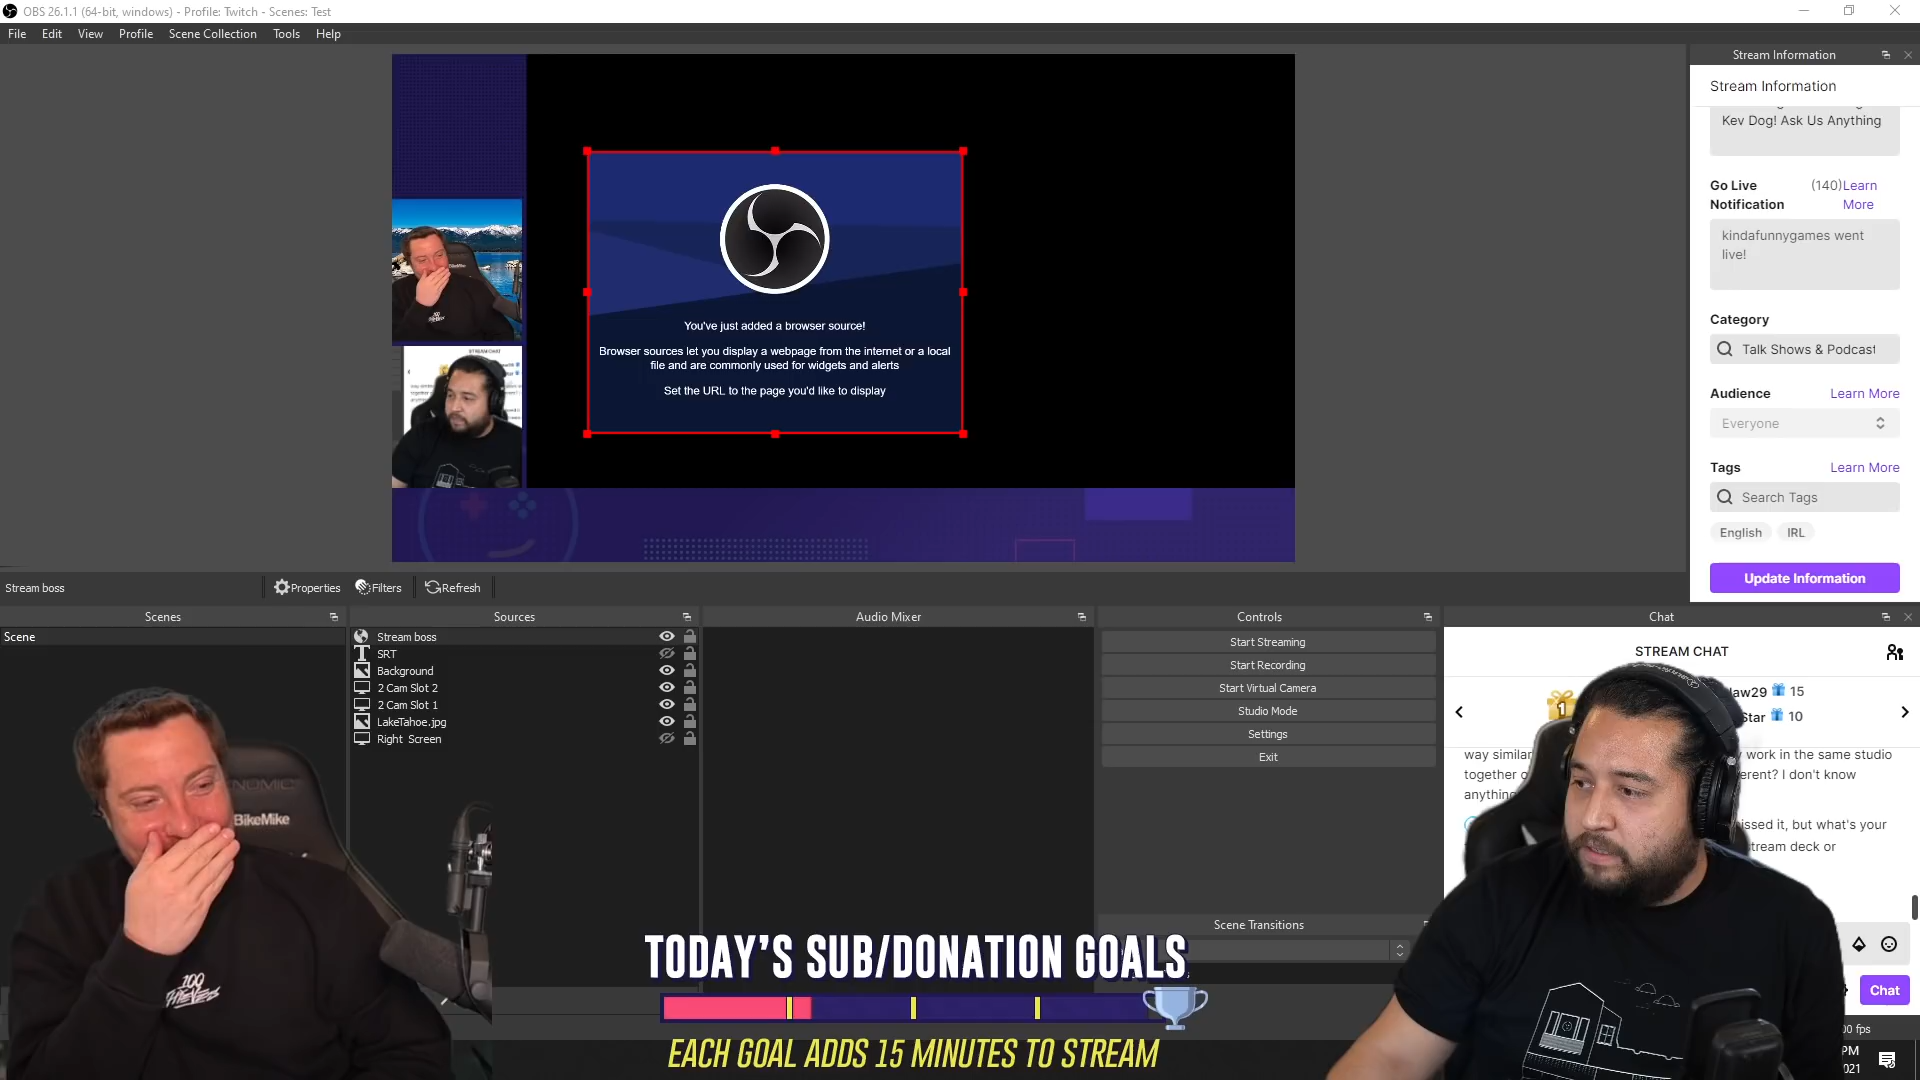 OBS 26.1.1 (64-bit, windows) - Profile: Twitch - Scenes: Test
File Edit View Profile Scene Collection Tools Help
Stream Information
Stream Information
Kev Dog! Ask Us Anything
Go Live Notification
(140) Learn More
kindafunnygames went live!
Category
Talk Shows & Podcast
Audience
Learn More
Everyone
Tags
Learn More
Search Tags
English IRL
Update Information
You've just added a browser source!
Browser sources let you display a webpage from the internet or a local
file and are commonly used for widgets and alerts
Set the URL to the page you'd like to display
Stream boss
Properties Filters Refresh
Scenes
Scene
Sources
Stream boss
SRT
Background
2 Cam Slot 2
2 Cam Slot 1
LakeTahoe.jpg
Right Screen
Audio Mixer
Controls
Start Streaming
Start Recording
Start Virtual Camera
Studio Mode
Settings
Exit
Scene Transitions
Chat
STREAM CHAT
1
law29 15
Star 10
way similar
work in the same studio
together
I don't know
anything
issed it, but what's your
tream deck or
Chat
fps
PM
BikeMike
100
THIEVES
TODAY'S SUB/DONATION GOALS
EACH GOAL ADDS 15 MINUTES TO STREAM